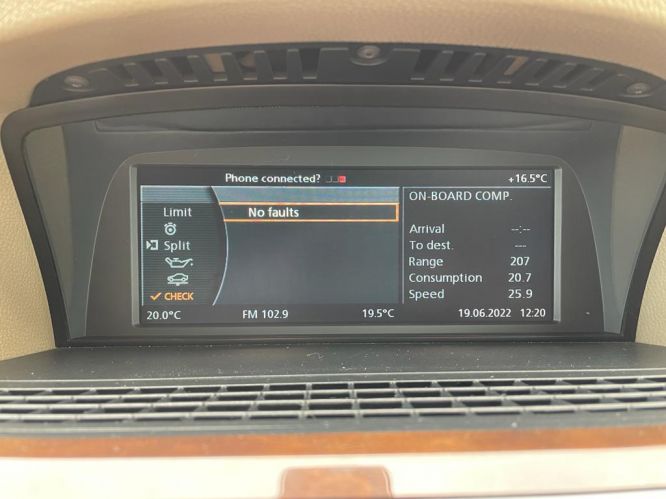 Phone connected? +16.5°C
ON-BOARD COMP.
Limit
No faults
Split
CHECK
Arrival --:--
To dest. ---
Range 207
Consumption 20.7
Speed 25.9
20.0°C FM 102.9 19.5°C 19.06.2022 12:20